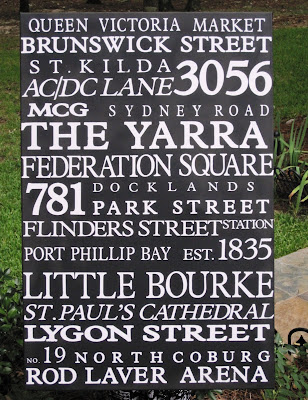 QUEEN VICTORIA MARKET
BRUNSWICK STREET
ST. KILDA
AC/DC LANE 3056
MCG SYDNEY ROAD
THE YARRA
FEDERATION SQUARE
781 DOCKLANDS
PARK STREET
FLINDERS STREET STATION
PORT PHILLIP BAY EST. 1835
LITTLE BOURKE
ST. PAUL'S CATHEDRAL
LYGON STREET
NO. 19 NORTH COBURG
ROD LAVER ARENA